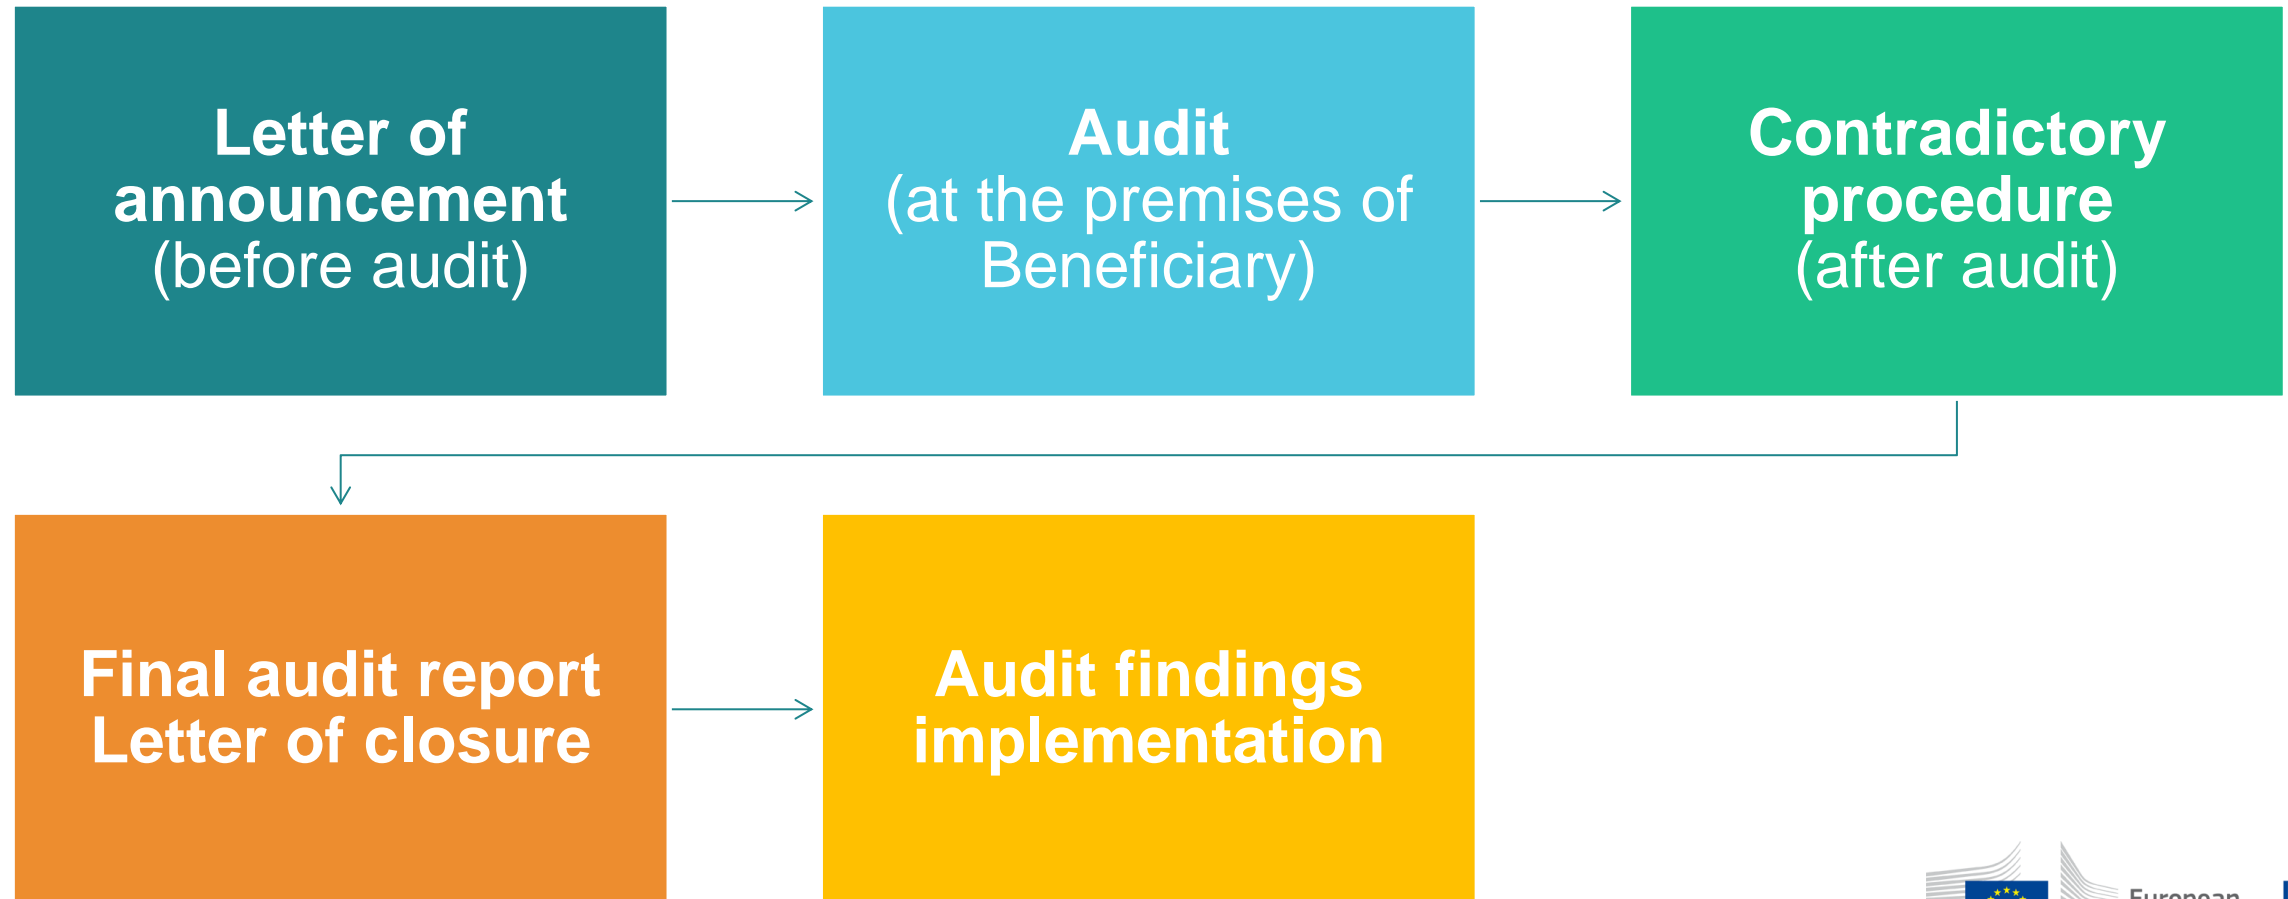 Letter of
announcement
(before audit)
Audit
(at the premises of
Beneficiary)
Contradictory
procedure
(after audit)
Final audit report
Letter of closure
Audit findings
implementation
European